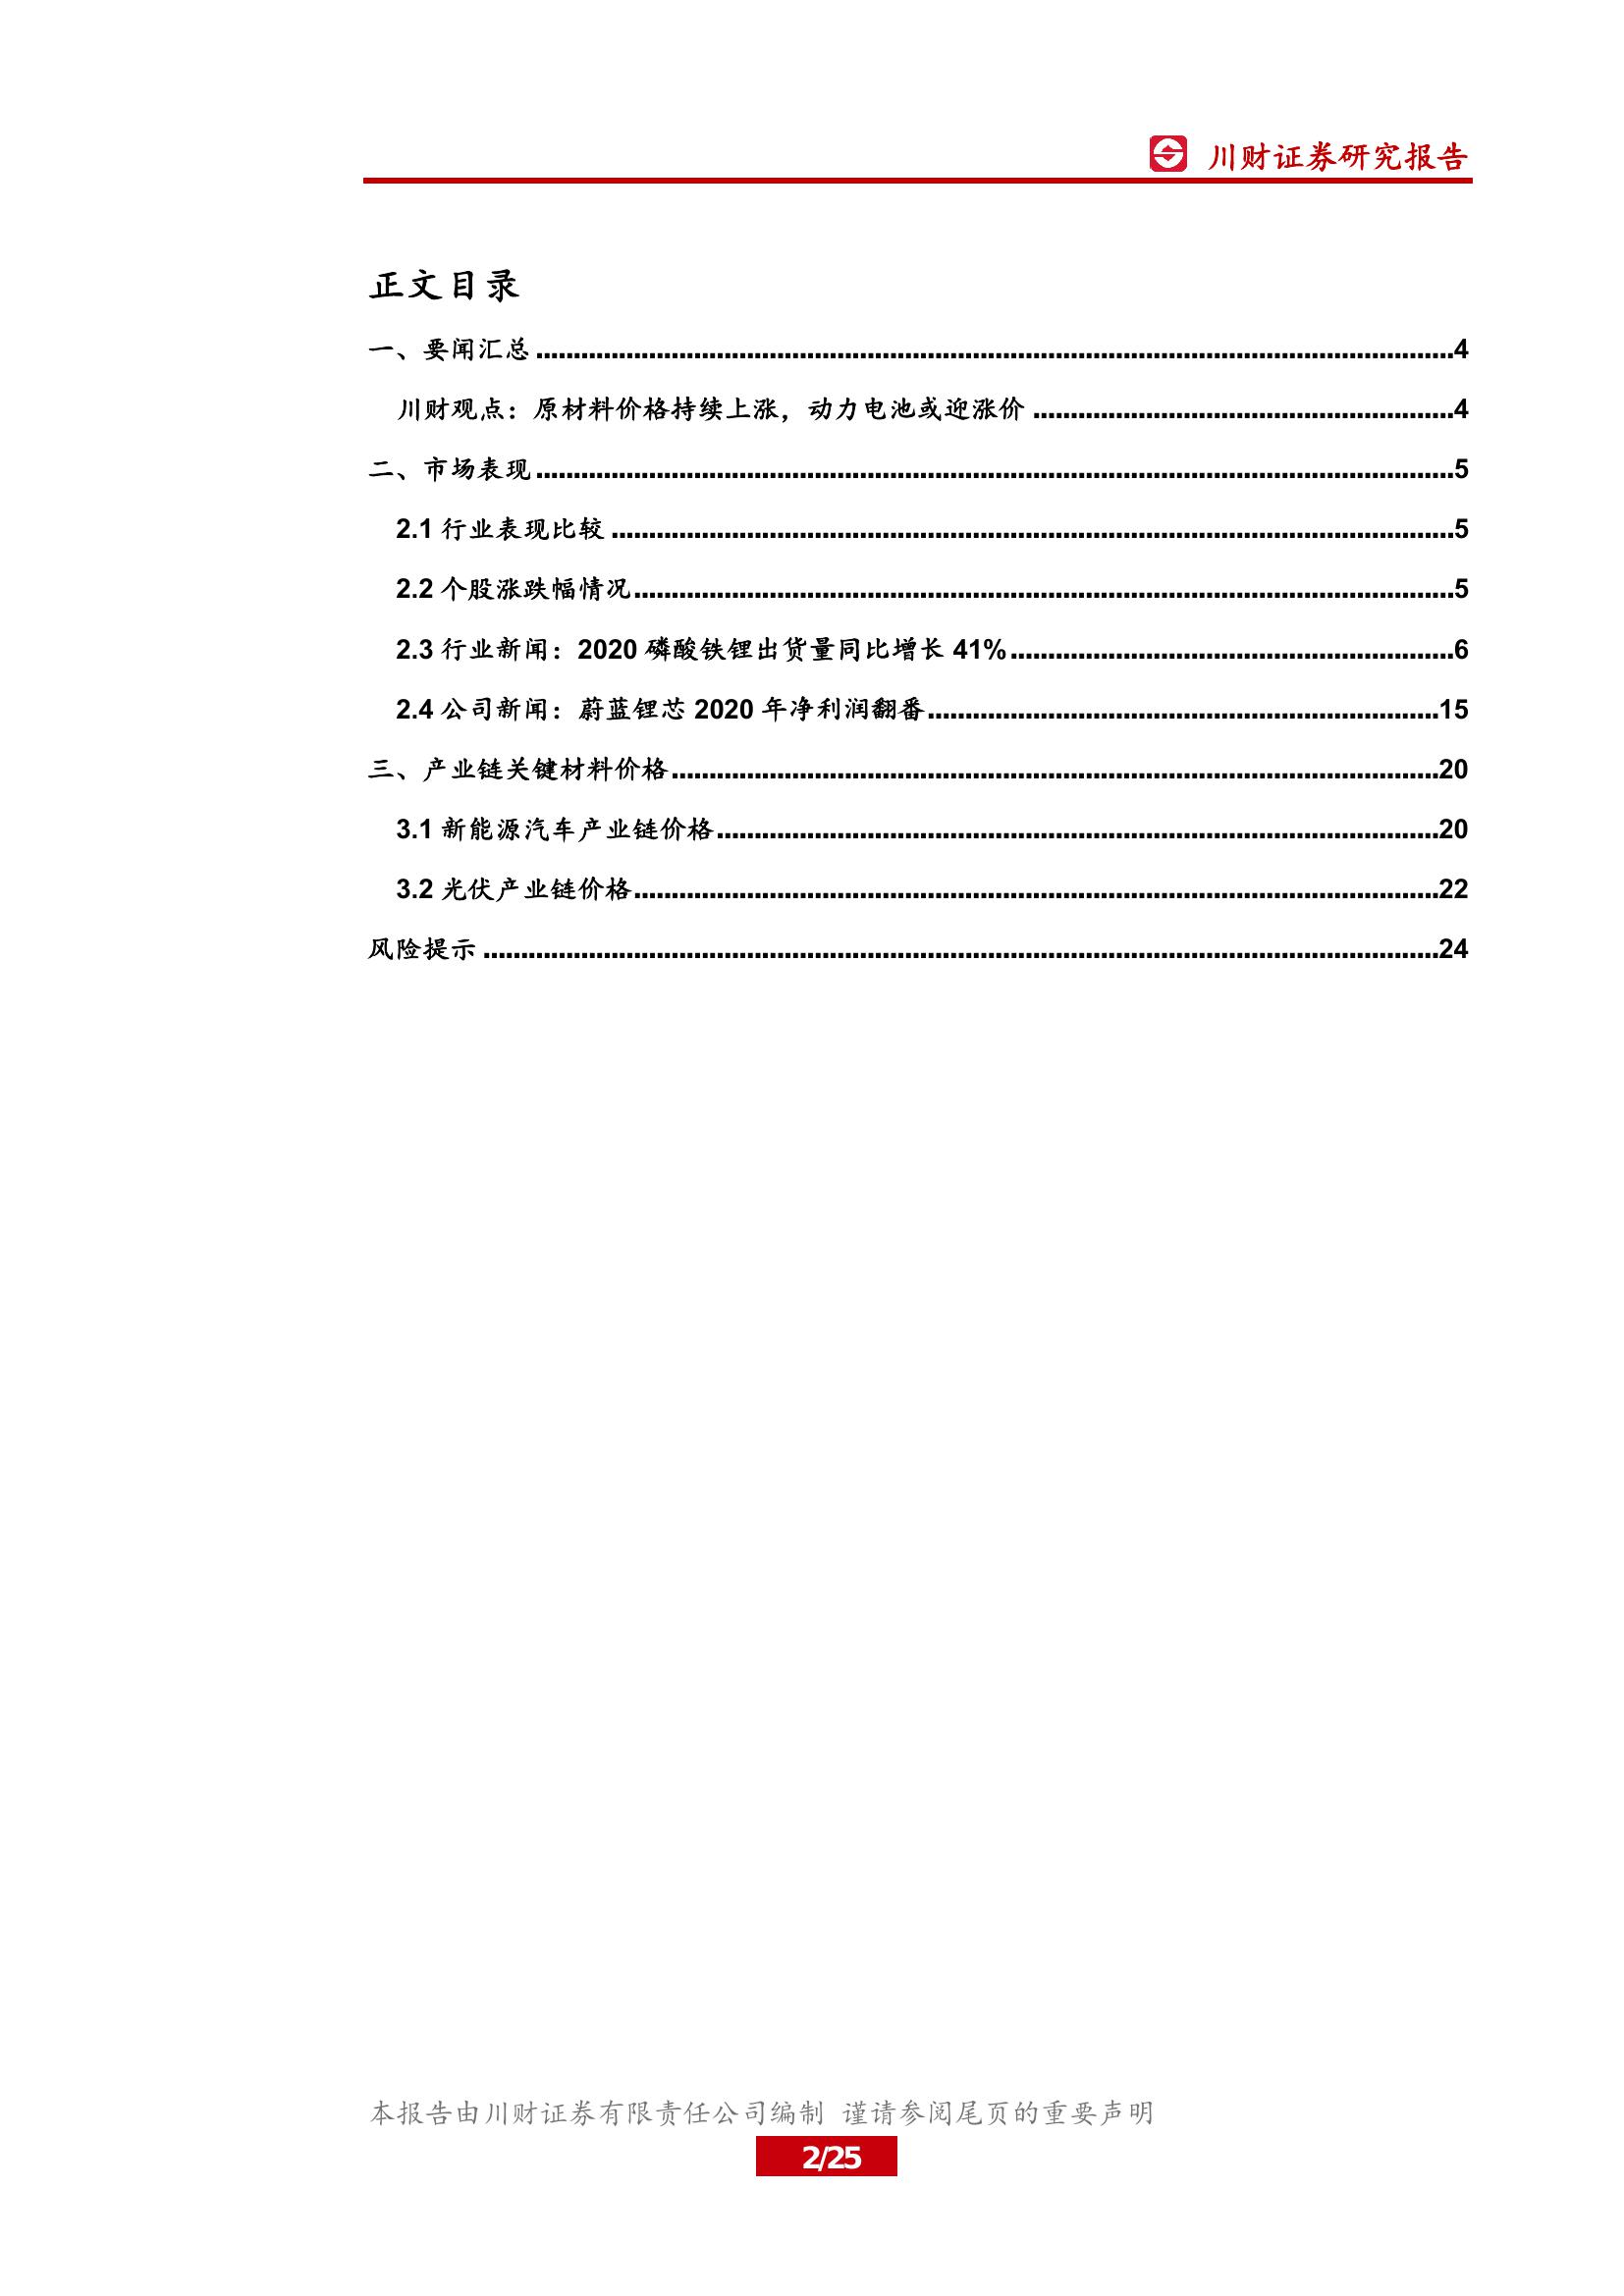 川财证券研究报告
正文目录
一、要闻汇总 ........................................ 4
川财观点：原材料价格持续上涨，动力电池或迎涨价 ........................................ 4
二、市场表现 ........................................ 5
2.1 行业表现比较 ........................................ 5
2.2 个股涨跌幅情况 ........................................ 5
2.3 行业新闻：2020 磷酸铁锂出货量同比增长 41% ........................................ 6
2.4 公司新闻：蔚蓝锂芯 2020 年净利润翻番 ........................................ 15
三、产业链关键材料价格 ........................................ 20
3.1 新能源汽车产业链价格 ........................................ 20
3.2 光伏产业链价格 ........................................ 22
风险提示 ........................................ 24
本报告由川财证券有限责任公司编制 谨请参阅尾页的重要声明
2/25